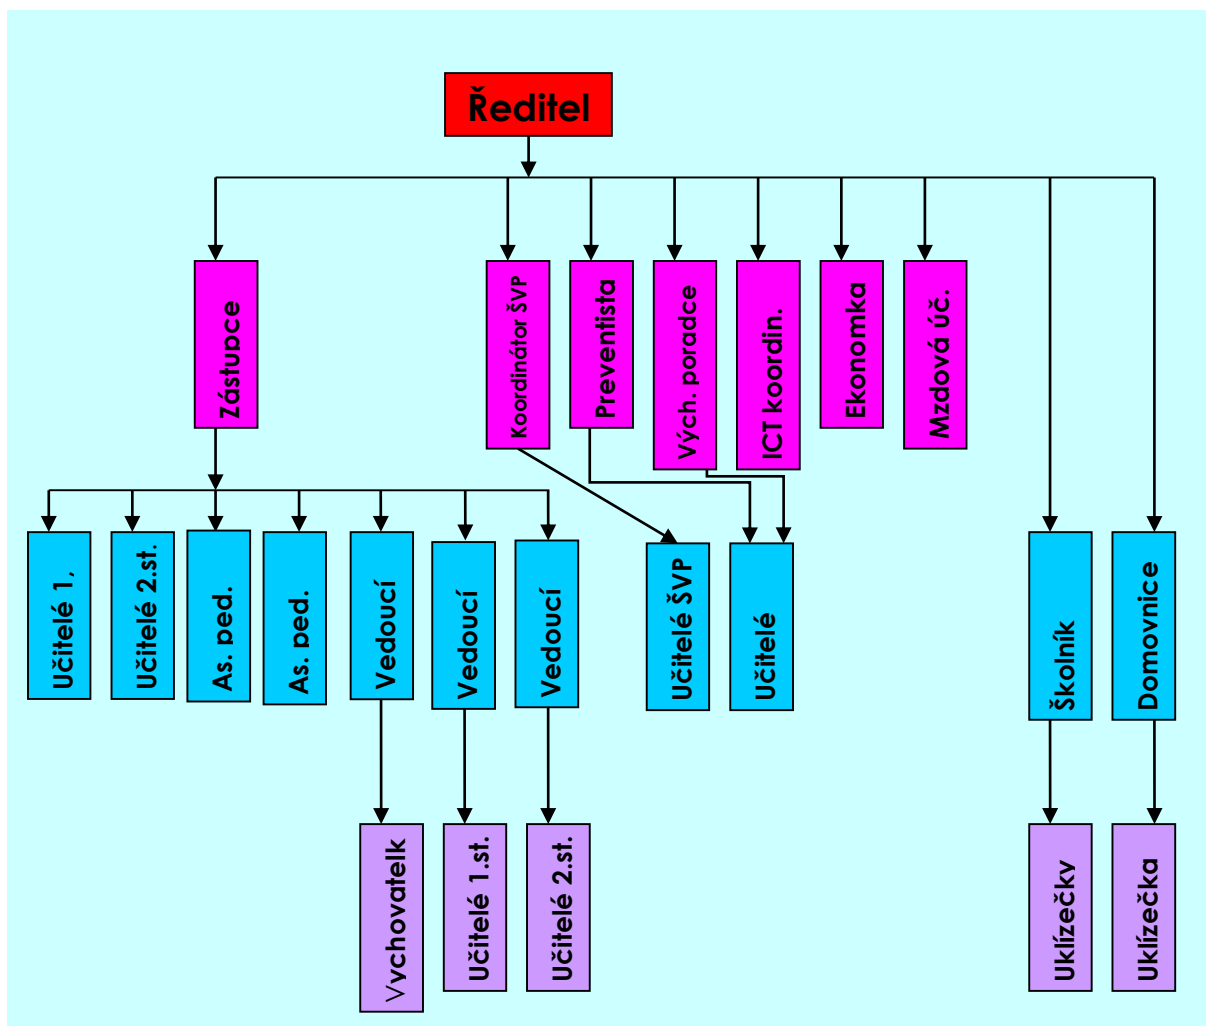 Ředitel
Zástupce
Koordinátor ŠVP
Preventista
Vých. poradce
ICT koordin.
Ekonomka
Mzdová úč.
Učitelé 1,
Učitelé 2.st.
As. ped.
As. ped.
Vedoucí
Vedoucí
Vedoucí
Učitelé ŠVP
Učitelé
Školník
Domovnice
Vychovatelk
Učitelé 1.st.
Učitelé 2.st.
Uklízečky
Uklízečka